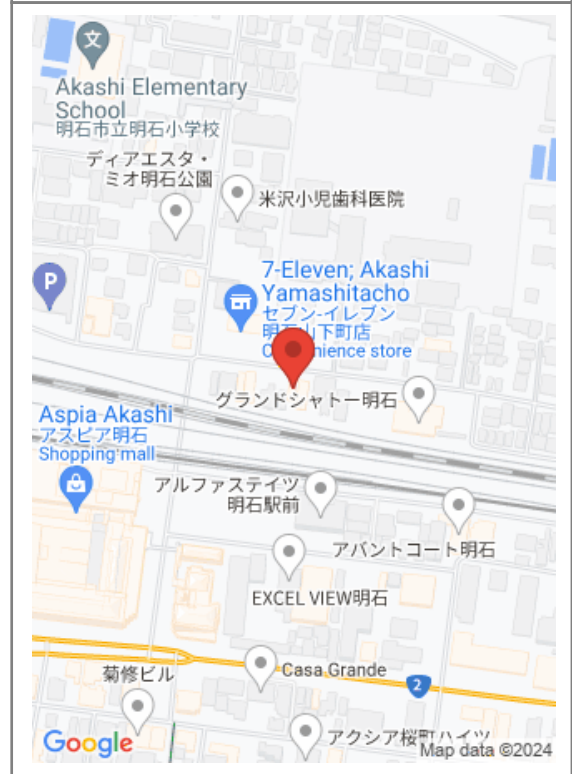 文
Akashi Elementary
School
明石市立明石小学校
ディアエスタ・
ミオ明石公園
米沢小児歯科医院
P
7-Eleven; Akashi
Yamashitacho
セブン-イレブン
明石山下町店
Convenience store
グランドシャトー明石
Aspia Akashi
アスピア明石
Shopping mall
アルファステイツ
明石駅前
アバントコート明石
EXCEL VIEW明石
Casa Grande
2
菊修ビル
アクシア桜町ハイツ
Google
Map data ©2024